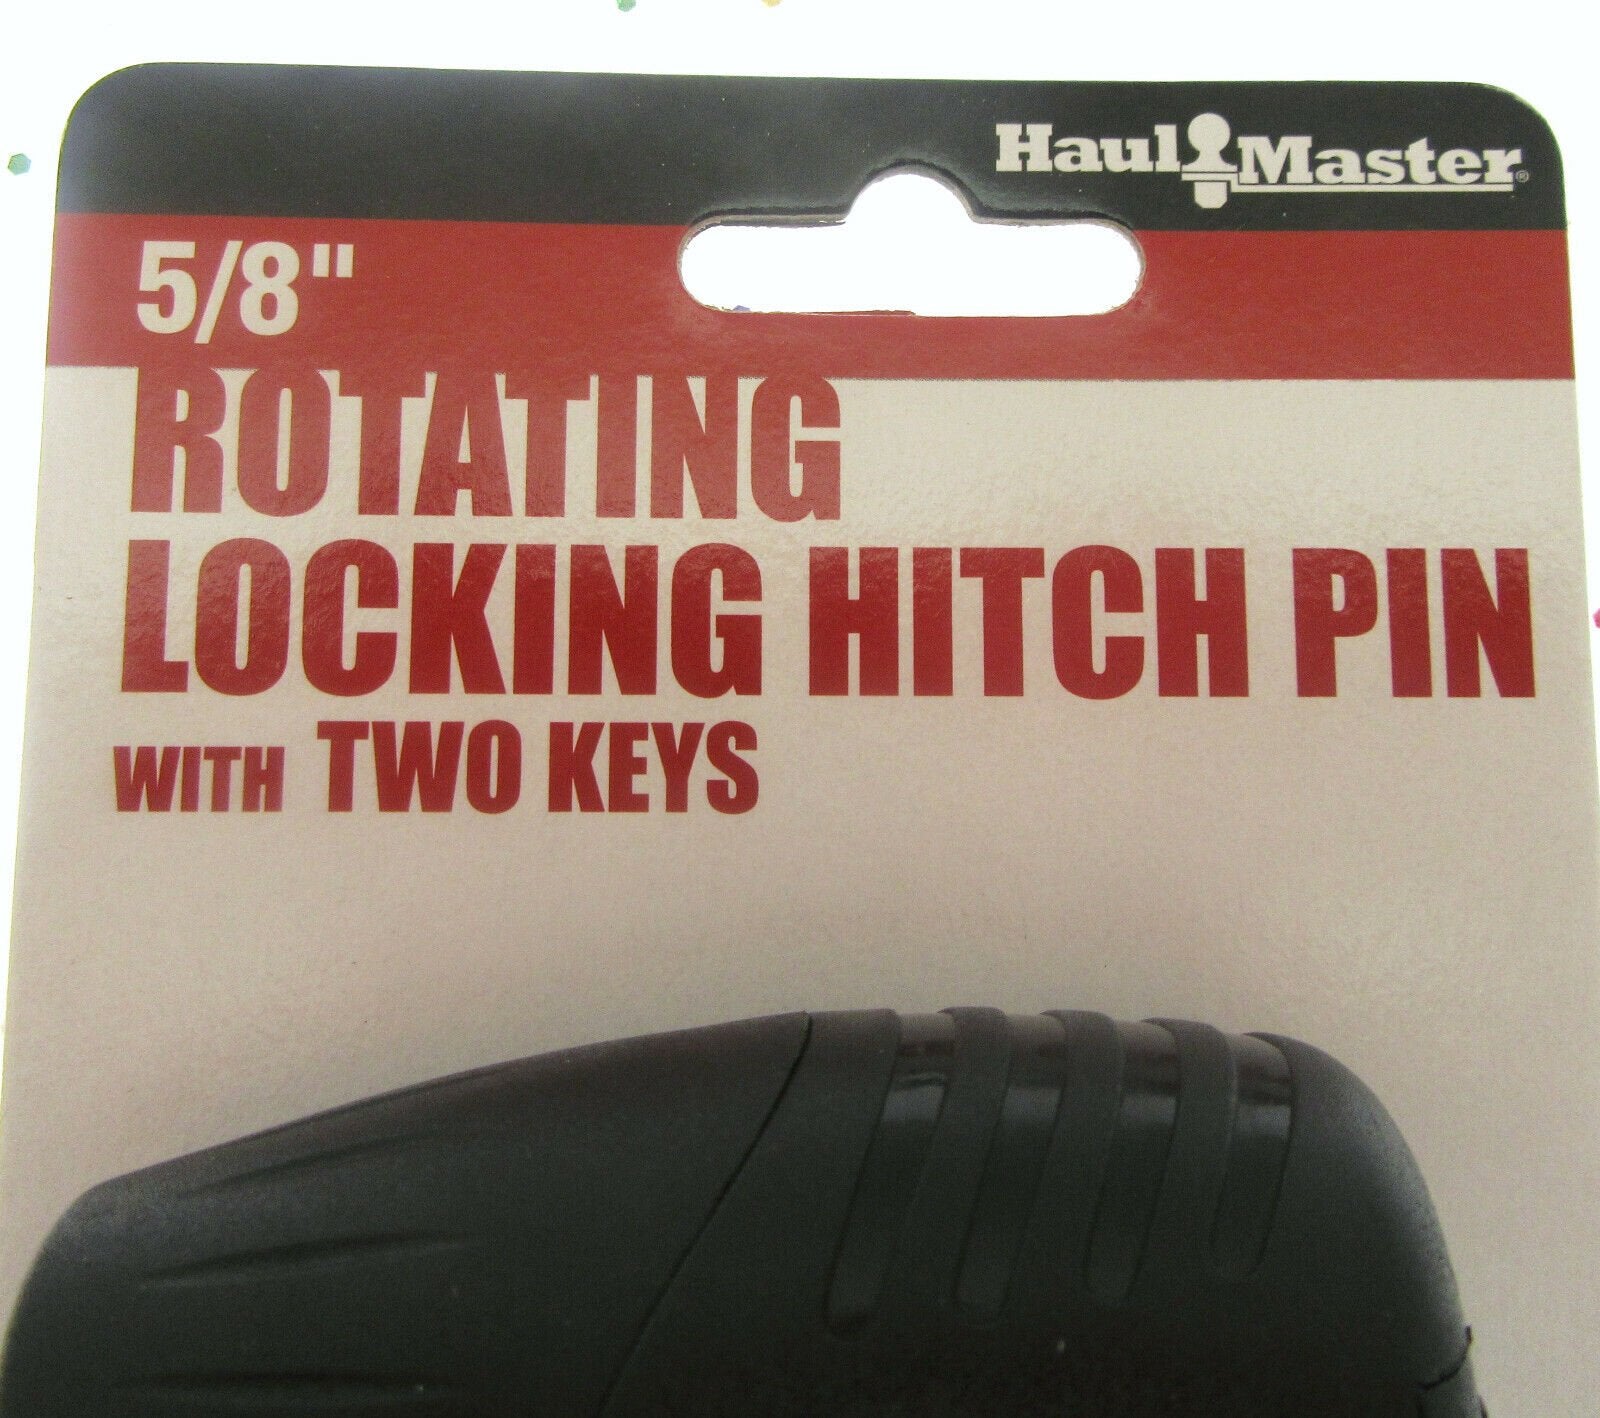 Haul Master®
5/8"
ROTATING
LOCKING HITCH PIN
WITH TWO KEYS